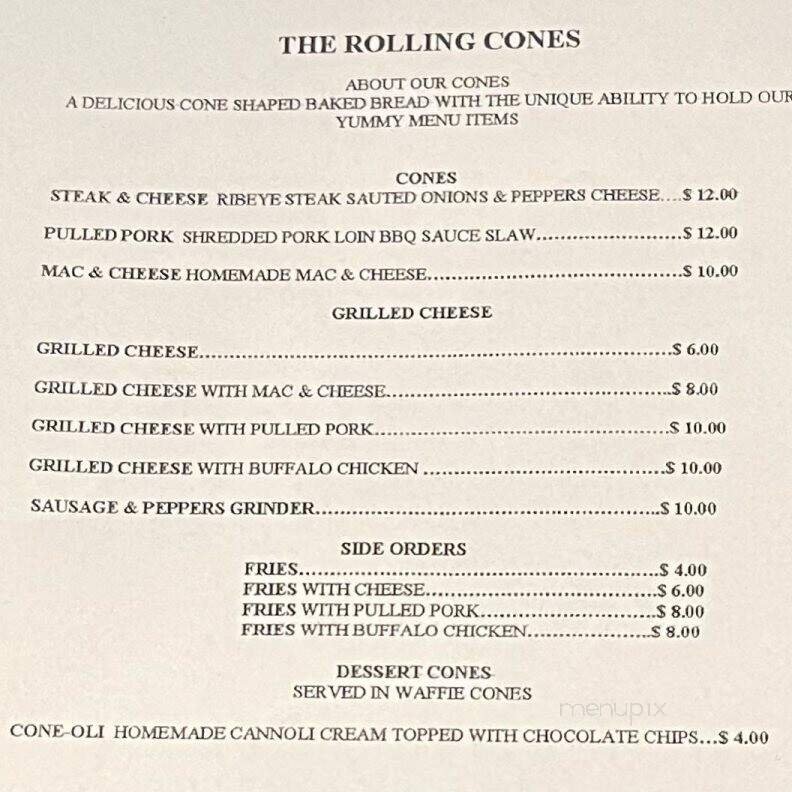 THE ROLLING CONES
ABOUT OUR CONES
A DELICIOUS CONE SHAPED BAKED BREAD WITH THE UNIQUE ABILITY TO HOLD OUR
YUMMY MENU ITEMS
CONES
STEAK & CHEESE RIBEYE STEAK SAUTED ONIONS & PEPPERS CHEESE....$ 12.00
PULLED PORK SHREDDED PORK LOIN BBQ SAUCE SLAW.......................$ 12.00
MAC & CHEESE HOMEMADE MAC & CHEESE.........................................$ 10.00
GRILLED CHEESE
GRILLED CHEESE...........................................................................$ 6.00
GRILLED CHEESE WITH MAC & CHEESE.............................................$ 8.00
GRILLED CHEESE WITH PULLED PORK...............................................$ 10.00
GRILLED CHEESE WITH BUFFALO CHICKEN .......................................$ 10.00
SAUSAGE & PEPPERS GRINDER.......................................................$ 10.00
SIDE ORDERS
FRIES.........................................................$ 4.00
FRIES WITH CHEESE.....................................$ 6.00
FRIES WITH PULLED PORK............................$ 8.00
FRIES WITH BUFFALO CHICKEN....................$ 8.00
DESSERT CONES
SERVED IN WAFFIE CONES
menupix
CONE-OLI HOMEMADE CANNOLI CREAM TOPPED WITH CHOCOLATE CHIPS...$ 4.00